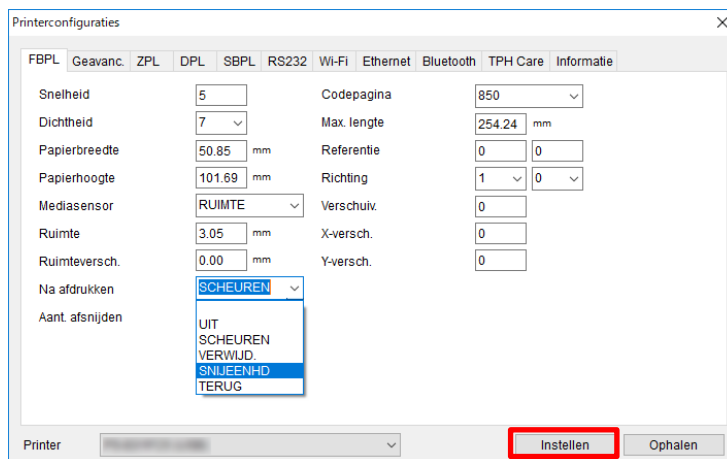 Printerconfiguraties
FBPL Geavanc. ZPL DPL SBPL RS232 Wi-Fi Ethernet Bluetooth TPH Care Informatie
Snelheid 5 Codepagina 850
Dichtheid 7 Max. lengte 254.24 mm
Papierbreedte 50.85 mm Referentie 0 0
Papierhoogte 101.69 mm Richting 1 0
Mediasensor RUIMTE Verschuiv. 0
Ruimte 3.05 mm X-versch. 0
Ruimteversch. 0.00 mm Y-versch. 0
Na afdrukken SCHEUREN
Aant. afsnijden
UIT
SCHEUREN
VERWIJD.
SNIJEENHD
TERUG
Printer Instellen Ophalen